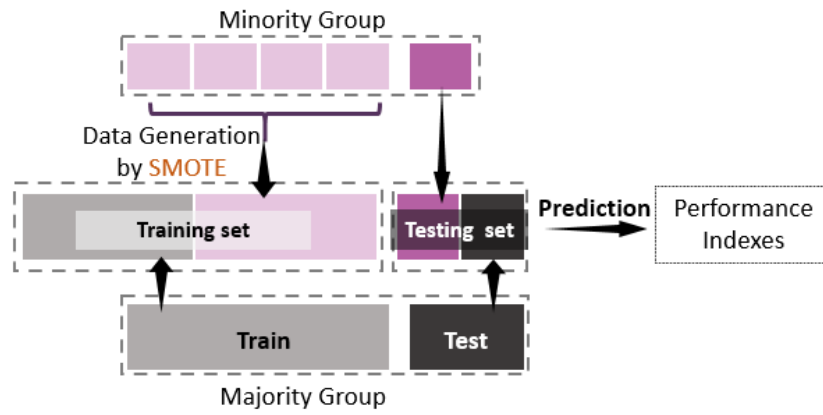 Minority Group
Data Generation
by SMOTE
Training set
Testing set
Prediction
Performance
Indexes
Train
Test
Majority Group